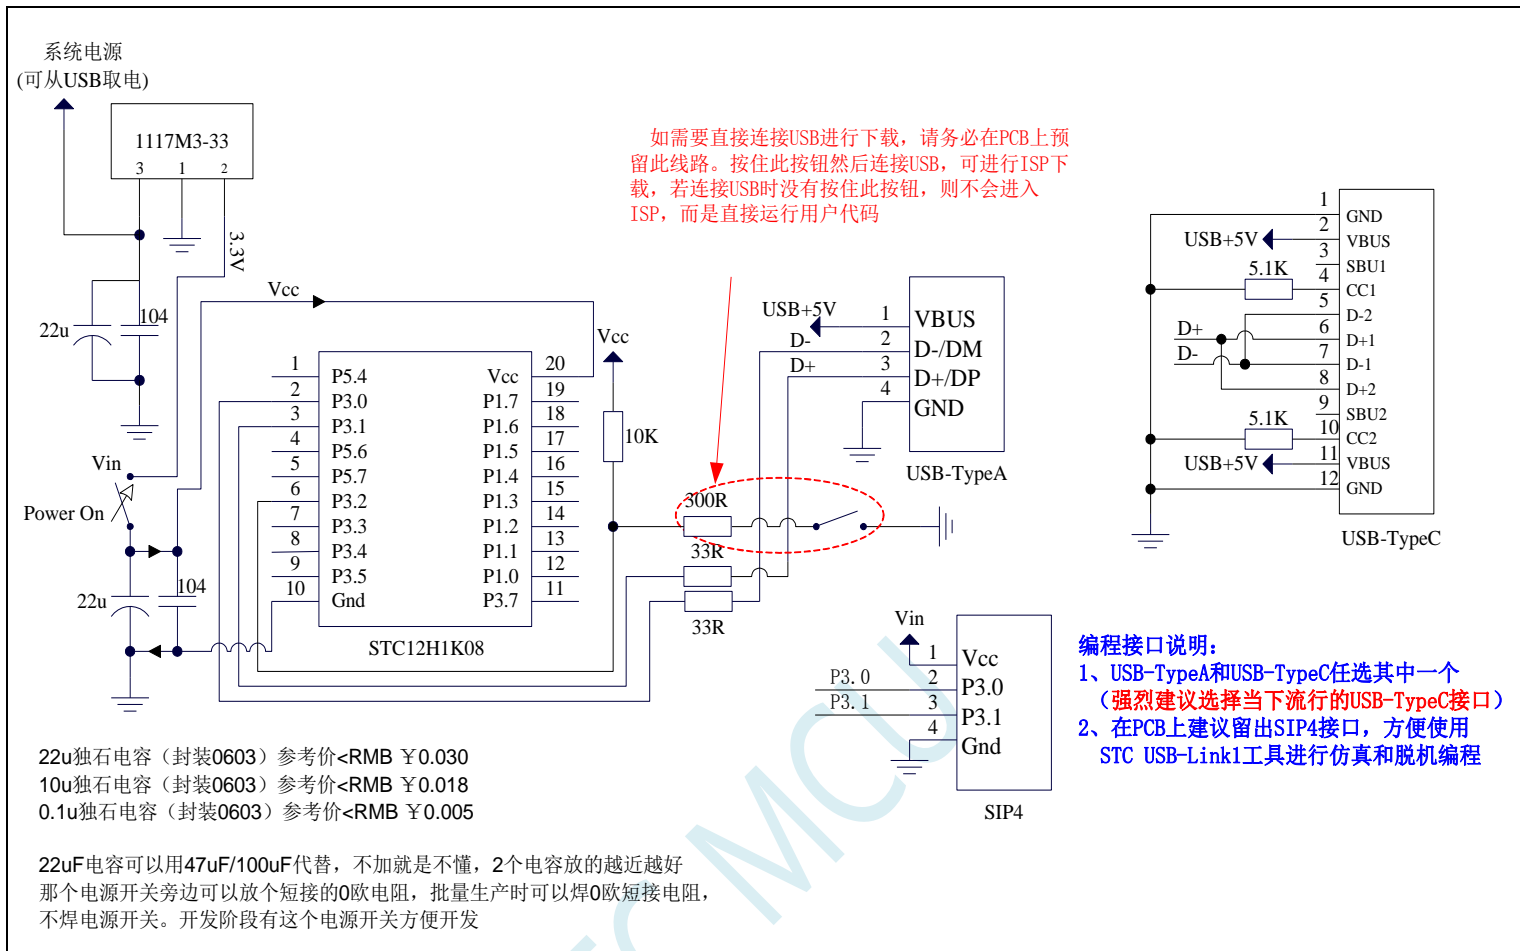 系统电源
(可从USB取电)
1117M3-33
3
1
2
3.3V
22u
104
Vcc
如需要直接连接USB进行下载，请务必在PCB上预
留此线路。按住此按钮然后连接USB，可进行ISP下
载，若连接USB时没有按住此按钮，则不会进入
ISP，而是直接运行用户代码
Vin
Power On
22u
104
1 P5.4
2 P3.0
3 P3.1
4 P5.6
5 P5.7
6 P3.2
7 P3.3
8 P3.4
9 P3.5
10 Gnd
Vcc 20
P1.7 19
P1.6 18
P1.5 17
P1.4 16
P1.3 15
P1.2 14
P1.1 13
P1.0 12
P3.7 11
STC12H1K08
Vcc
10K
300R
33R
33R
USB+5V
D-
D+
1 VBUS
2 D-/DM
3 D+/DP
4 GND
USB-TypeA
1 GND
USB+5V 2 VBUS
3 SBU1
5.1K 4 CC1
5 D-2
D+ 6 D+1
D- 7 D-1
8 D+2
9 SBU2
5.1K 10 CC2
USB+5V 11 VBUS
12 GND
USB-TypeC
Vin
1 Vcc
P3.0 2 P3.0
P3.1 3 P3.1
4 Gnd
SIP4
编程接口说明：
1、USB-TypeA和USB-TypeC任选其中一个
（强烈建议选择当下流行的USB-TypeC接口）
2、在PCB上建议留出SIP4接口，方便使用
STC USB-Link1工具进行仿真和脱机编程
22u独石电容（封装0603）参考价<RMB ￥0.030
10u独石电容（封装0603）参考价<RMB ￥0.018
0.1u独石电容（封装0603）参考价<RMB ￥0.005
22uF电容可以用47uF/100uF代替，不加就是不懂，2个电容放的越近越好
那个电源开关旁边可以放个短接的0欧电阻，批量生产时可以焊0欧短接电阻，
不焊电源开关。开发阶段有这个电源开关方便开发
STC MCU